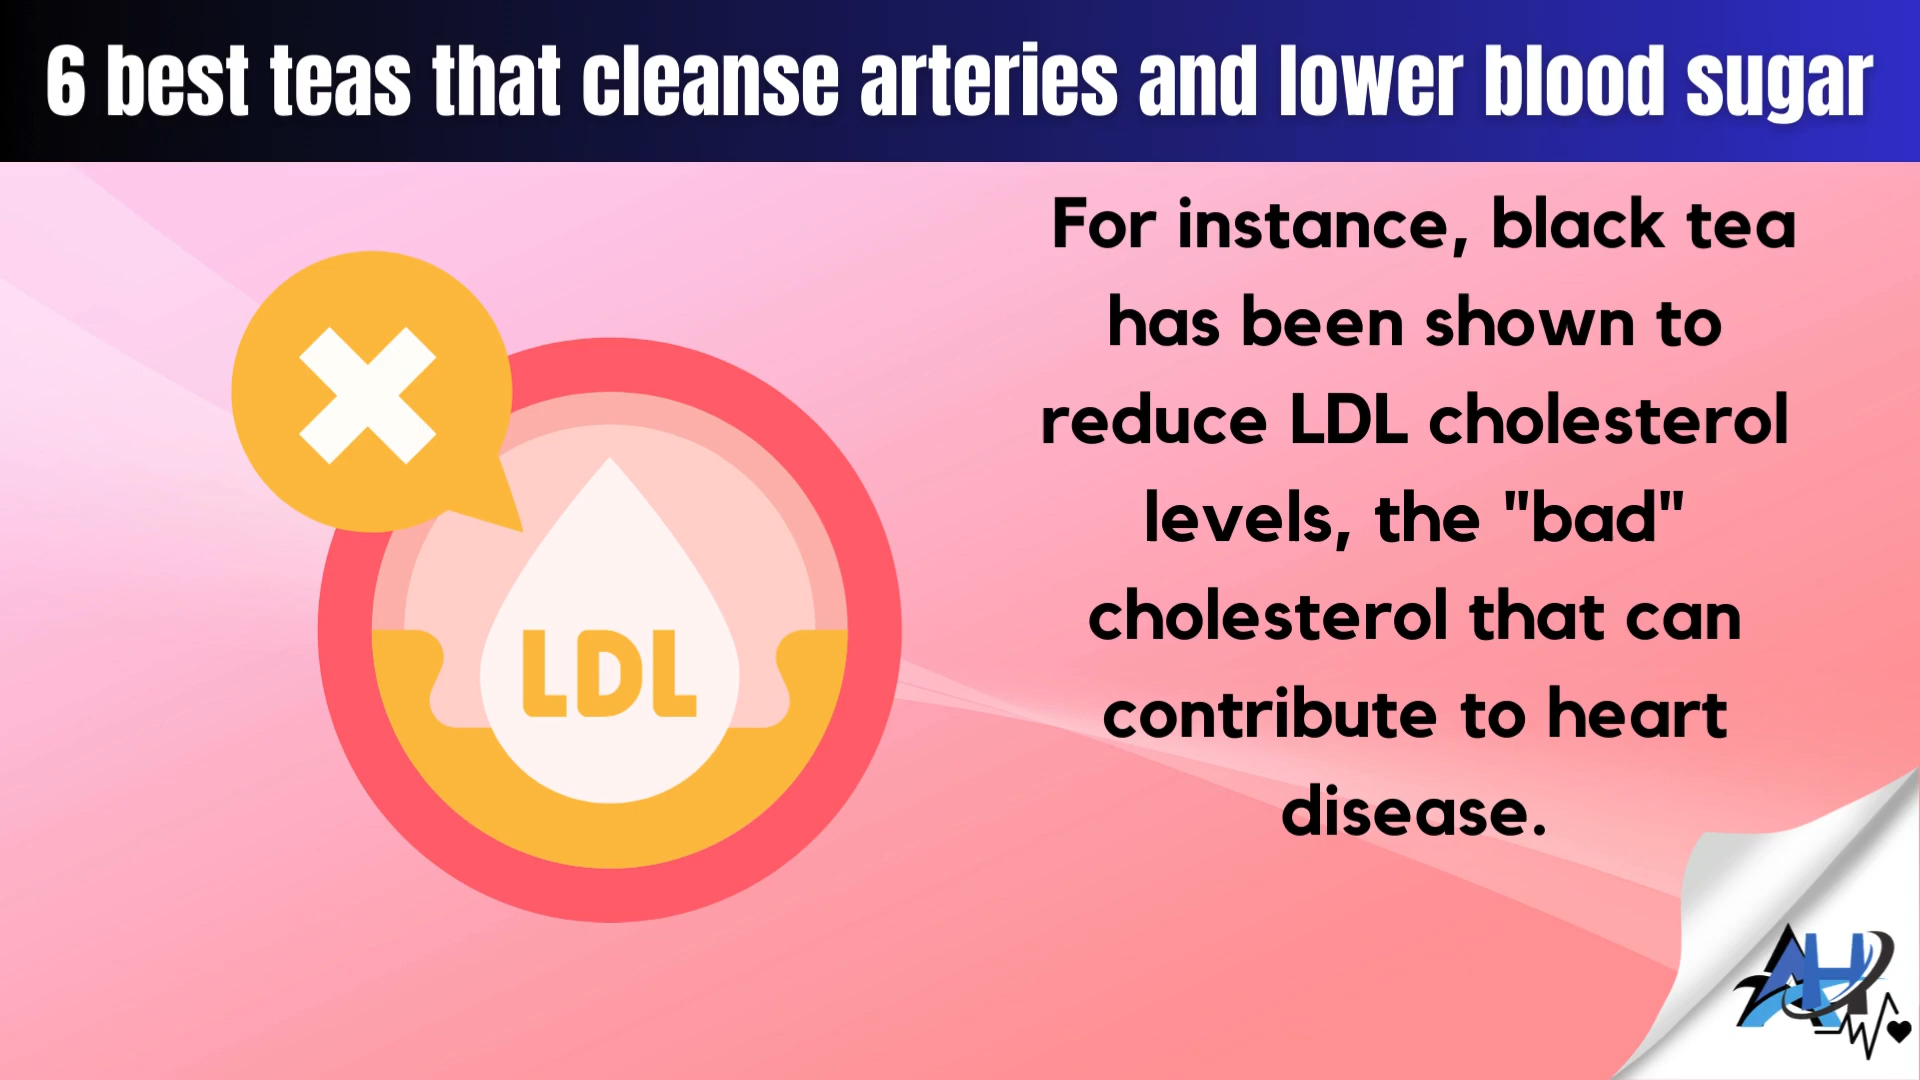 6 best teas that cleanse arteries and lower blood sugar
For instance, black tea
has been shown to
reduce LDL cholesterol
levels, the "bad"
cholesterol that can
contribute to heart
disease.
LDL
AH